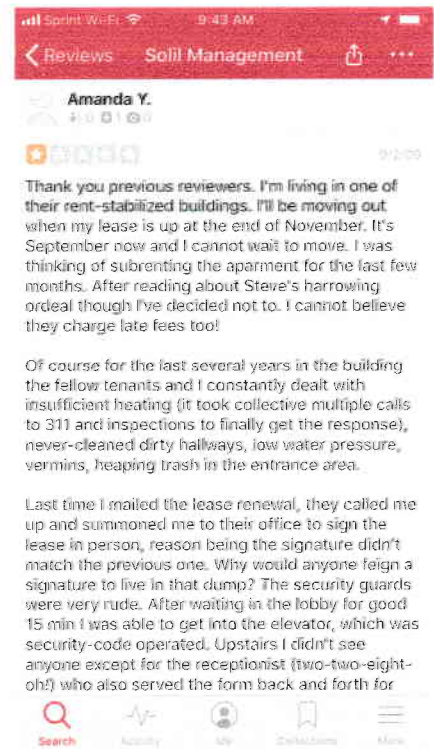 Sprint Wi-Fi 9:43 AM
Reviews Solil Management
Amanda Y.
0 1 0
9/2/09
Thank you previous reviewers. I'm living in one of
their rent-stabilized buildings. I'll be moving out
when my lease is up at the end of November. It's
September now and I cannot wait to move. I was
thinking of subrenting the aparment for the last few
months. After reading about Steve's harrowing
ordeal though I've decided not to. I cannot believe
they charge late fees too!
Of course for the last several years in the building
the fellow tenants and I constantly dealt with
insufficient heating (it took collective multiple calls
to 311 and inspections to finally get the response),
never-cleaned dirty hallways, low water pressure,
vermins, heaping trash in the entrance area.
Last time I mailed the lease renewal, they called me
up and summoned me to their office to sign the
lease in person, reason being the signature didn't
match the previous one. Why would anyone feign a
signature to live in that dump? The security guards
were very rude. After waiting in the lobby for good
15 min I was able to get into the elevator, which was
security-code operated. Upstairs I didn't see
anyone except for the receptionist (two-two-eight-
oh!) who also served the form back and forth for
Search Activity Me Collections More